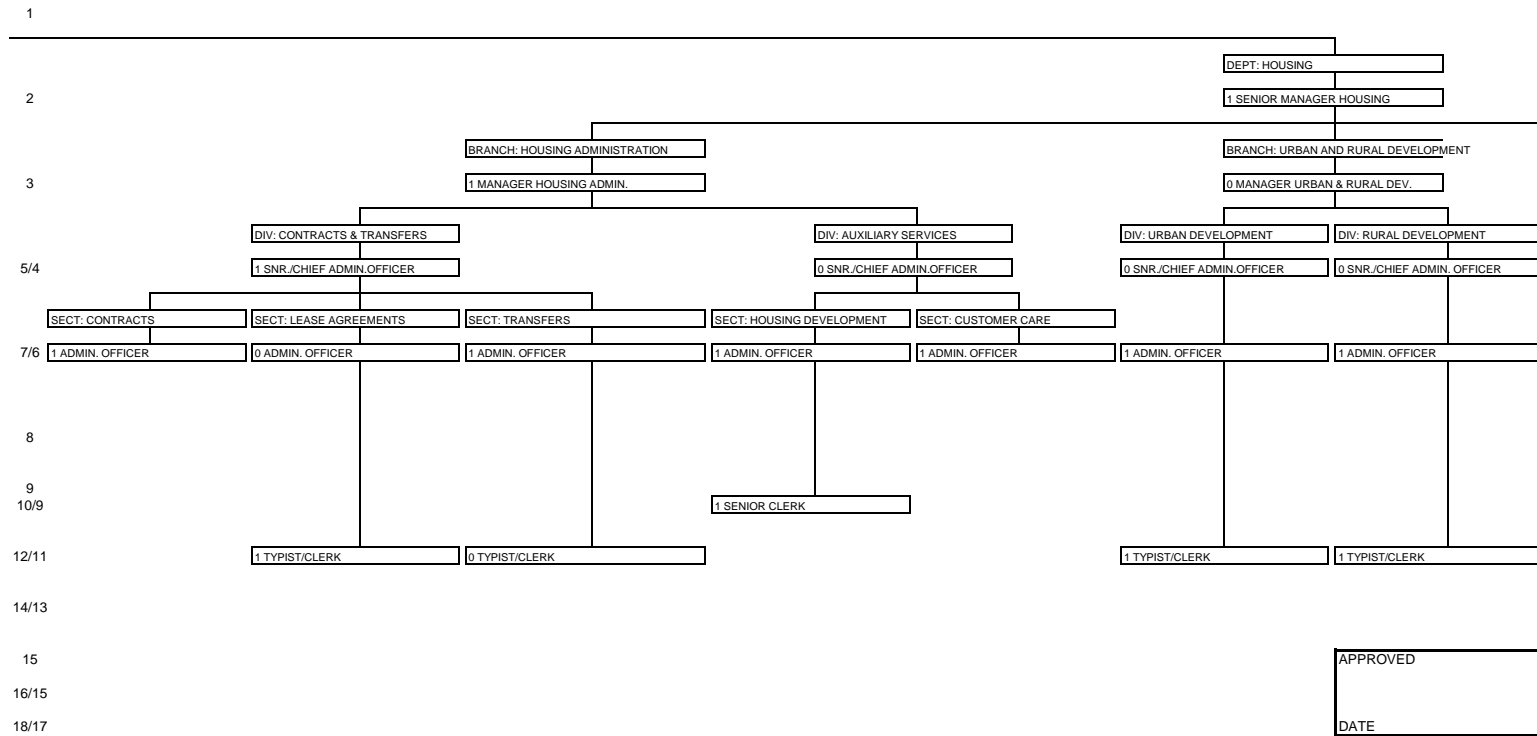 1
DEPT: HOUSING
2
1 SENIOR MANAGER HOUSING
BRANCH: HOUSING ADMINISTRATION
BRANCH: URBAN AND RURAL DEVELOPMENT
3
1 MANAGER HOUSING ADMIN.
0 MANAGER URBAN & RURAL DEV.
DIV: CONTRACTS & TRANSFERS
DIV: AUXILIARY SERVICES
DIV: URBAN DEVELOPMENT
DIV: RURAL DEVELOPMENT
5/4
1 SNR./CHIEF ADMIN.OFFICER
0 SNR./CHIEF ADMIN.OFFICER
0 SNR./CHIEF ADMIN.OFFICER
0 SNR./CHIEF ADMIN. OFFICER
SECT: CONTRACTS
SECT: LEASE AGREEMENTS
SECT: TRANSFERS
SECT: HOUSING DEVELOPMENT
SECT: CUSTOMER CARE
7/6
1 ADMIN. OFFICER
0 ADMIN. OFFICER
1 ADMIN. OFFICER
1 ADMIN. OFFICER
1 ADMIN. OFFICER
1 ADMIN. OFFICER
1 ADMIN. OFFICER
8
9
10/9
1 SENIOR CLERK
12/11
1 TYPIST/CLERK
0 TYPIST/CLERK
1 TYPIST/CLERK
1 TYPIST/CLERK
14/13
15
APPROVED
16/15
18/17
DATE